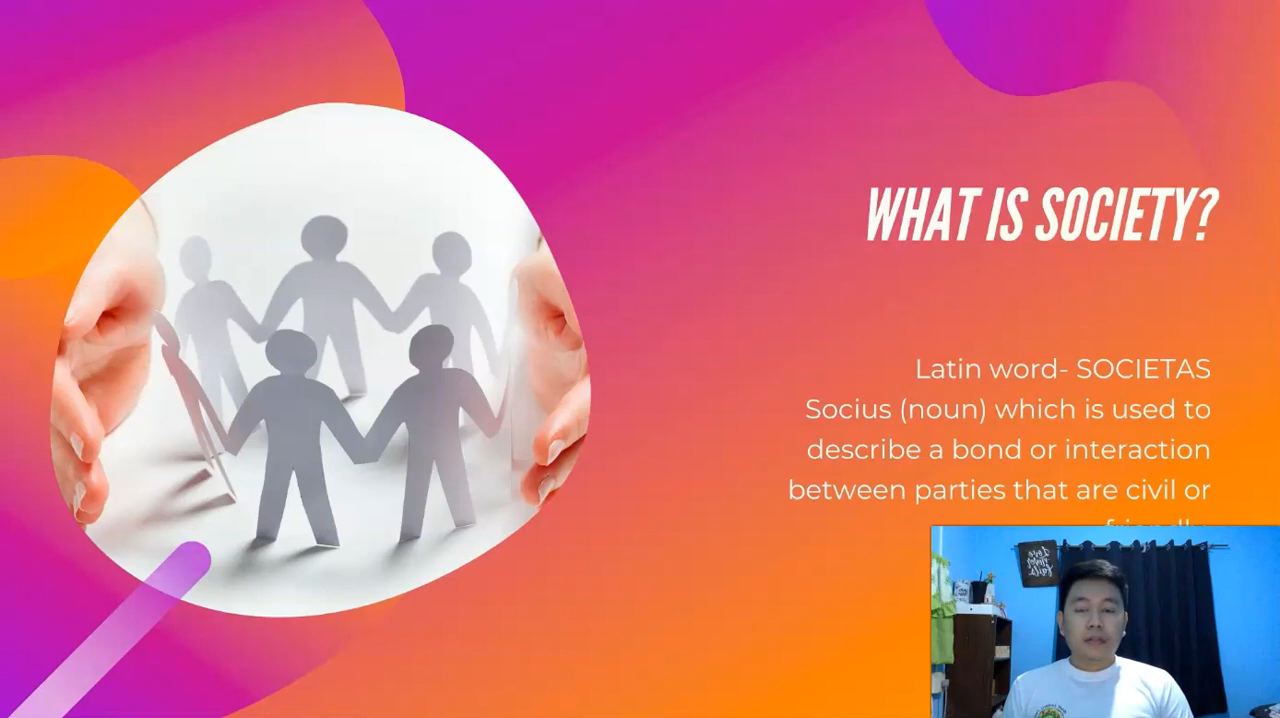 WHAT IS SOCIETY?
Latin word- SOCIETAS
Socius (noun) which is used to
describe a bond or interaction
between parties that are civil or